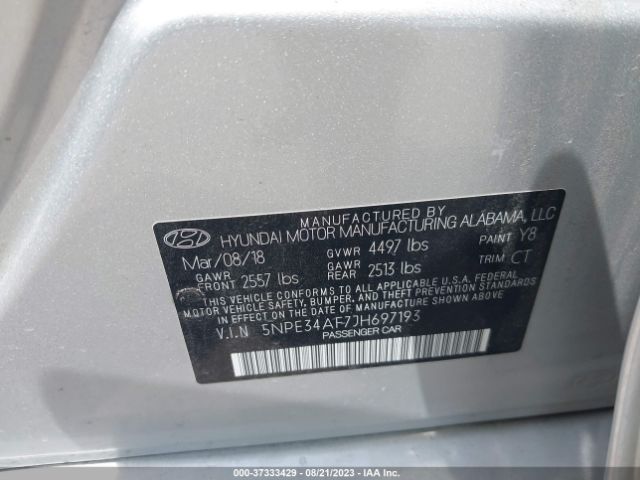 MANUFACTURED BY
HYUNDAI MOTOR MANUFACTURING ALABAMA, LLC
Mar/08/18 GVWR 4497 lbs PAINT Y8
GAWR FRONT 2557 lbs GAWR REAR 2513 lbs TRIM CT
THIS VEHICLE CONFORMS TO ALL APPLICABLE U.S.A. FEDERAL
MOTOR VEHICLE SAFETY, BUMPER, AND THEFT PREVENTION STANDARDS
IN EFFECT ON THE DATE OF MANUFACTURE SHOWN ABOVE.
V.I.N 5NPE34AF7JH697193
PASSENGER CAR
000-37333429 - 08/21/2023 - IAA Inc.